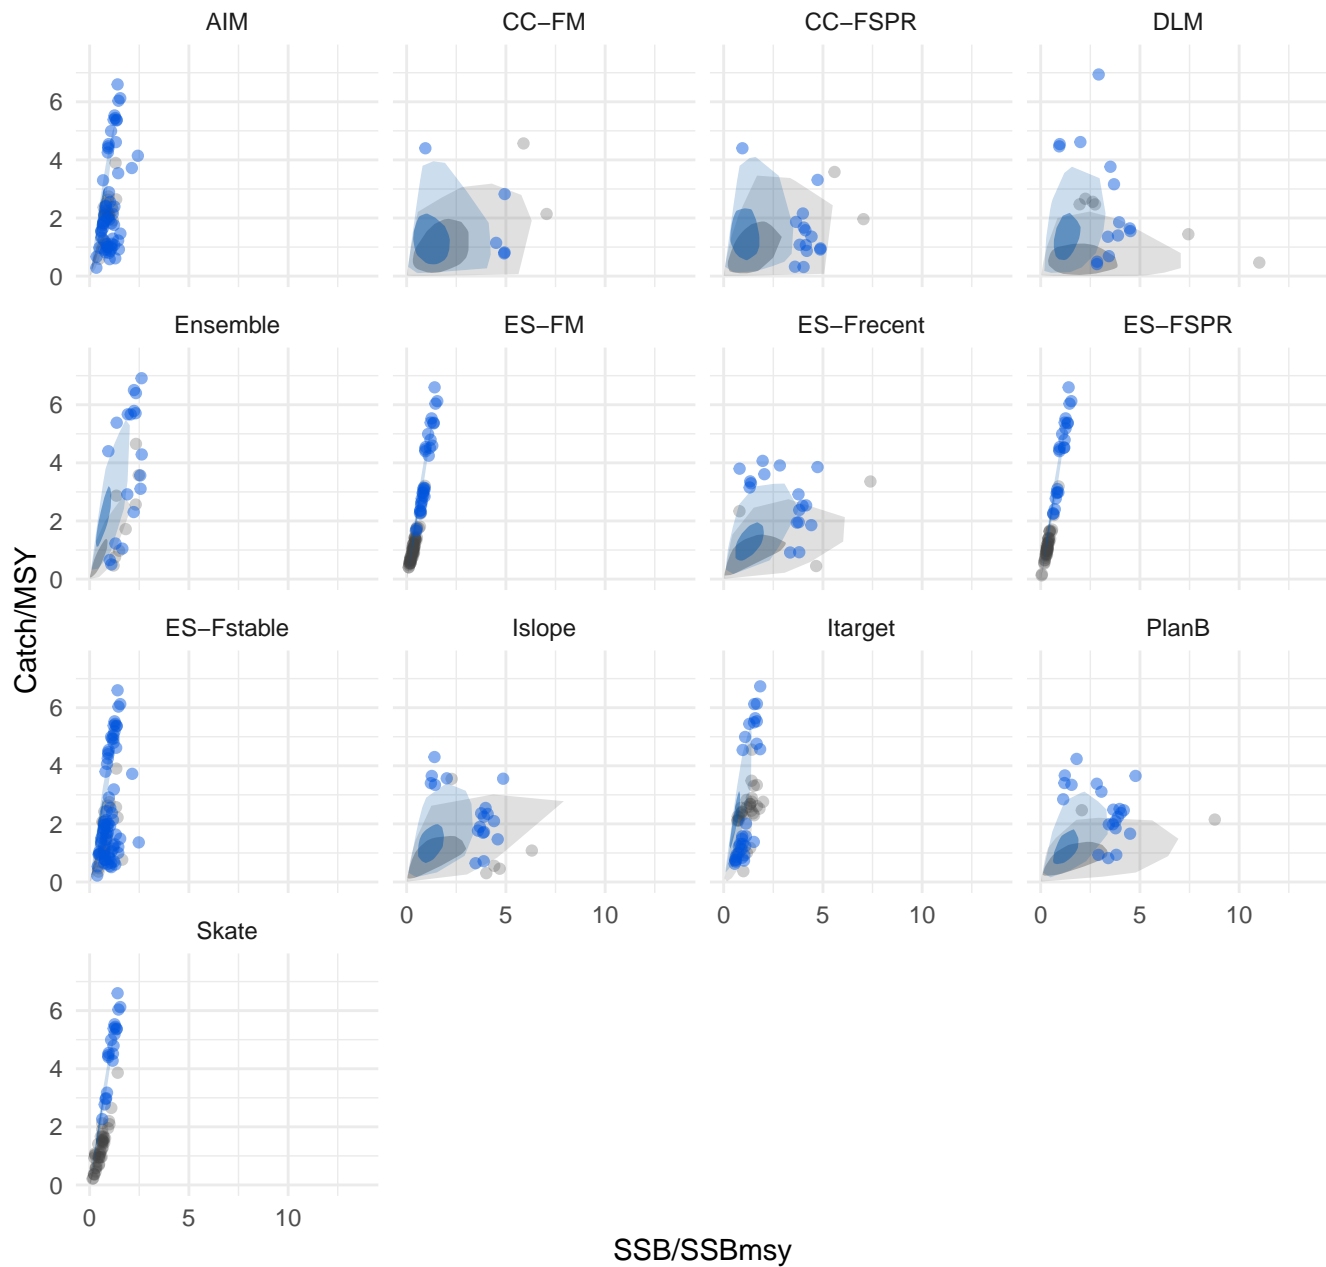 AIM CC−FM CC−FSPR DLM
6
4
2
0
Ensemble ES−FM ES−Frecent ES−FSPR
6
4
2
0
Catch/MSY
ES−Fstable Islope Itarget PlanB
6
4
2
0
0 5 10 0 5 10 0 5 10
Skate
6
4
2
0
0 5 10
SSB/SSBmsy